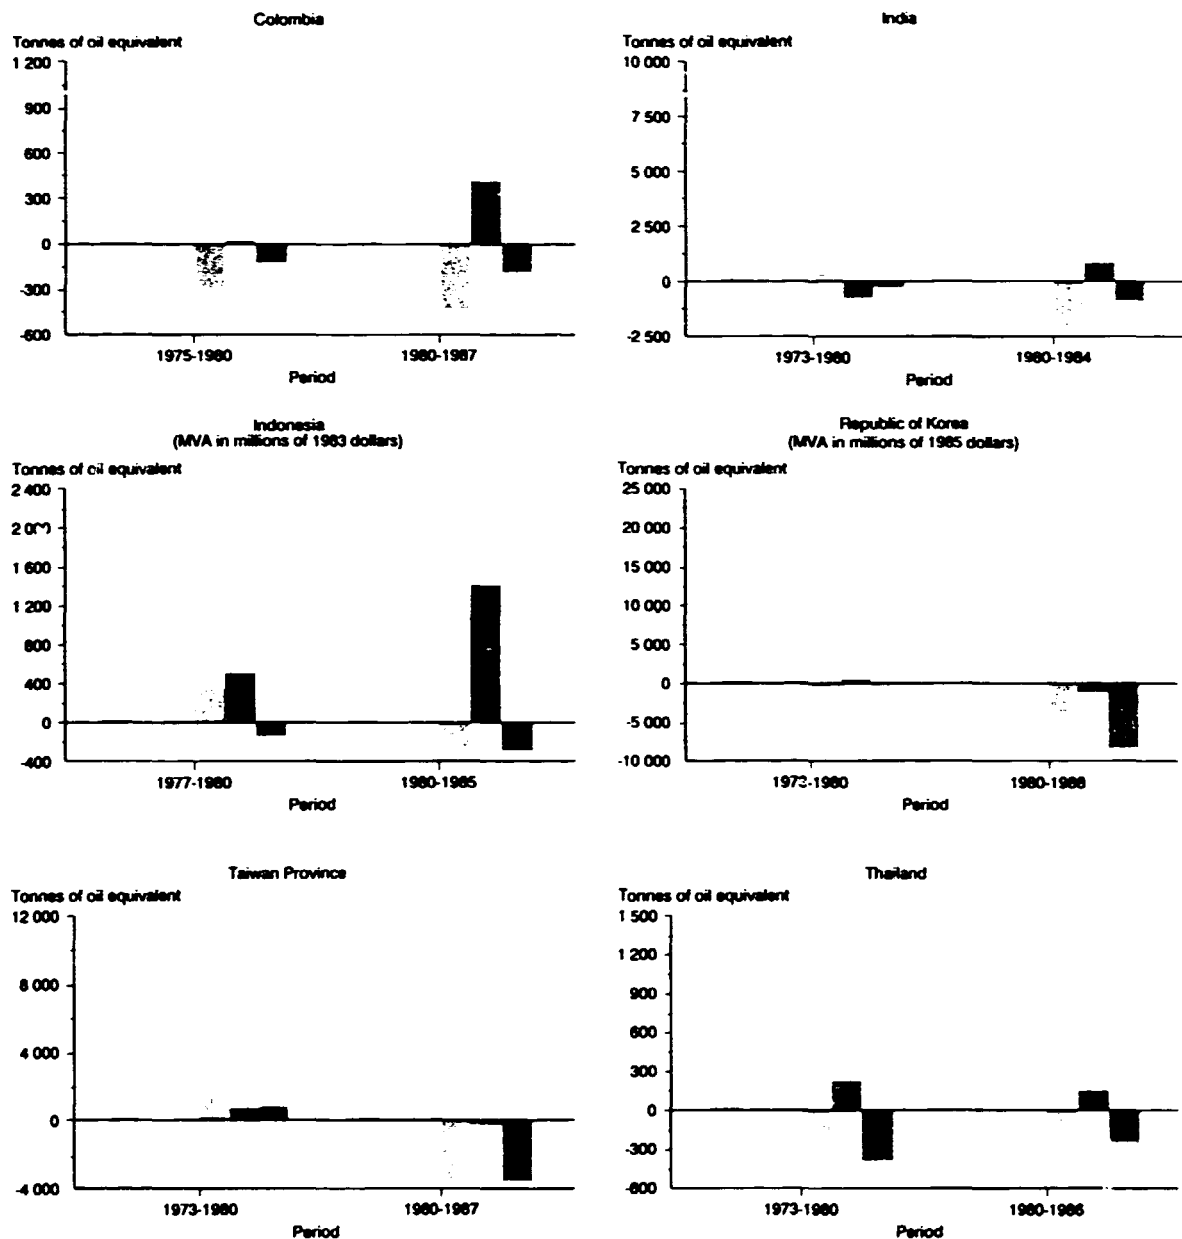 Colombia
Tonnes of oil equivalent
1 200
900
600
300
0
-300
-600
1975-1980
1980-1987
Period
India
Tonnes of oil equivalent
10 000
7 500
5 000
2 500
0
-2 500
1973-1980
1980-1984
Period
Indonesia
(MVA in millions of 1983 dollars)
Tonnes of oil equivalent
2 400
2 000
1 600
1 200
800
400
0
-400
1977-1980
1980-1985
Period
Republic of Korea
(MVA in millions of 1985 dollars)
Tonnes of oil equivalent
25 000
20 000
15 000
10 000
5 000
0
-5 000
-10 000
1973-1980
1980-1988
Period
Taiwan Province
Tonnes of oil equivalent
12 000
8 000
4 000
0
-4 000
1973-1980
1980-1987
Period
Thailand
Tonnes of oil equivalent
1 500
1 200
900
600
300
0
-300
-600
1973-1980
1980-1986
Period